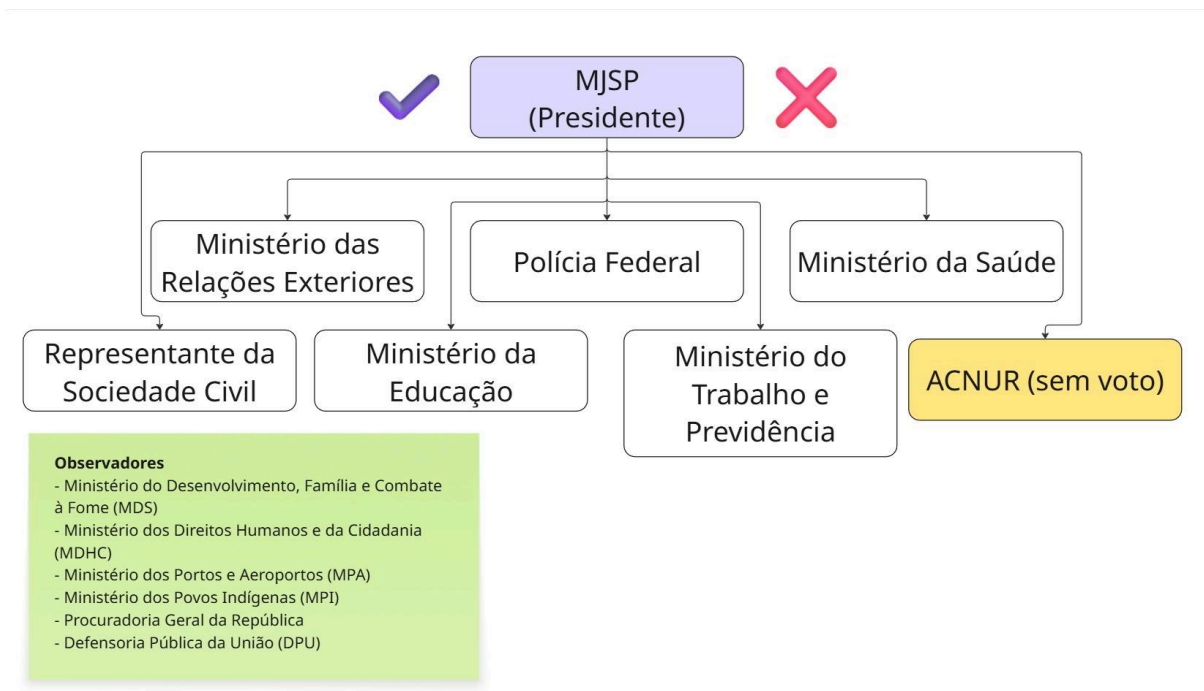 MJSP
(Presidente)
Ministério das
Relações Exteriores
Polícia Federal
Ministério da Saúde
Representante da
Sociedade Civil
Ministério da
Educação
Ministério do
Trabalho e
Previdência
ACNUR (sem voto)
Observadores
- Ministério do Desenvolvimento, Família e Combate
à Fome (MDS)
- Ministério dos Direitos Humanos e da Cidadania
(MDHC)
- Ministério dos Portos e Aeroportos (MPA)
- Ministério dos Povos Indígenas (MPI)
- Procuradoria Geral da República
- Defensoria Pública da União (DPU)